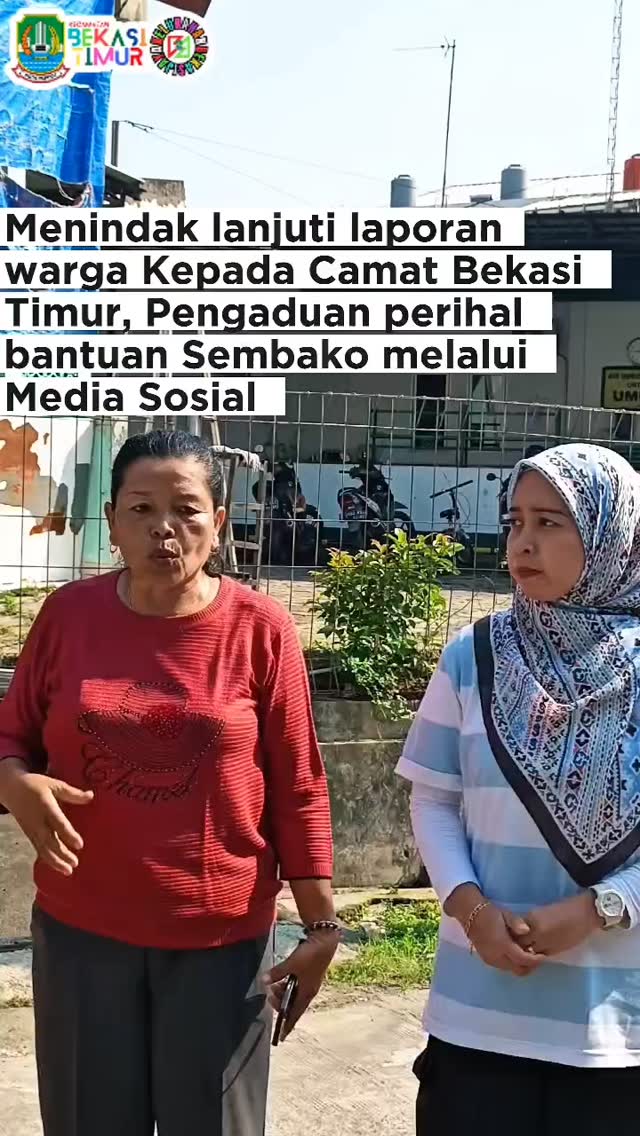 KECAMATAN
BEKASI
TIMUR
Menindak lanjuti laporan
warga Kepada Camat Bekasi
Timur, Pengaduan perihal
bantuan Sembako melalui
Media Sosial
UM